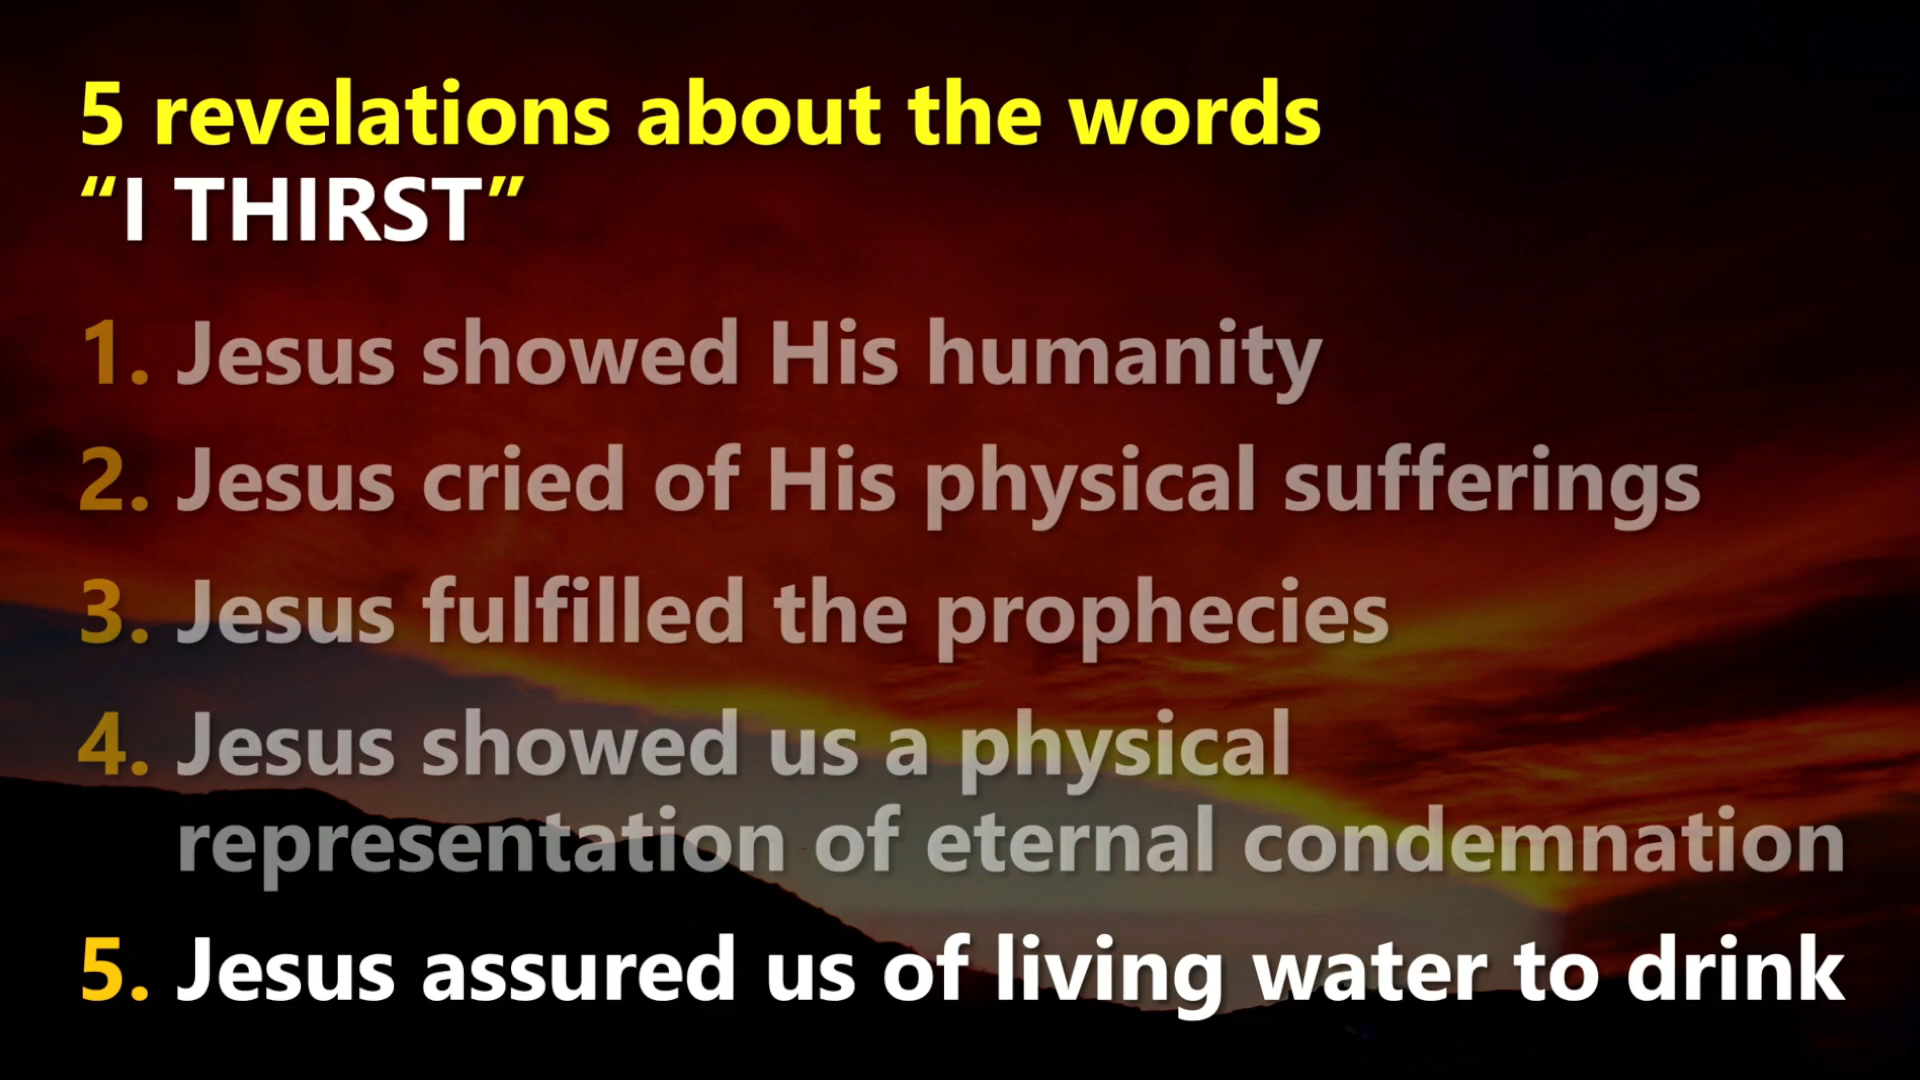 5 revelations about the words
“I THIRST”
1. Jesus showed His humanity
2. Jesus cried of His physical sufferings
3. Jesus fulfilled the prophecies
4. Jesus showed us a physical
representation of eternal condemnation
5. Jesus assured us of living water to drink